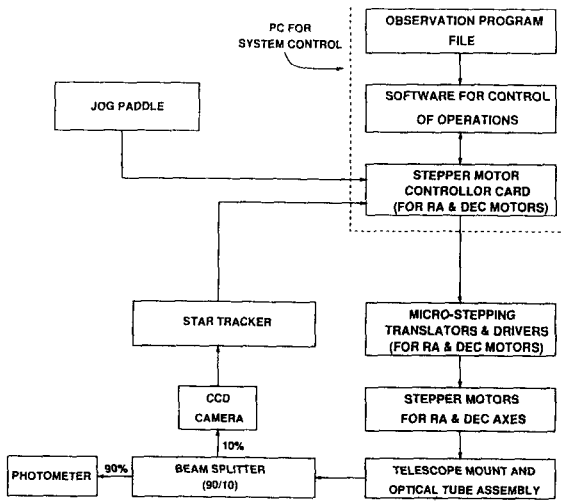 PC FOR
SYSTEM CONTROL
OBSERVATION PROGRAM
FILE
SOFTWARE FOR CONTROL
OF OPERATIONS
JOG PADDLE
STEPPER MOTOR
CONTROLLOR CARD
(FOR RA & DEC MOTORS)
STAR TRACKER
MICRO-STEPPING
TRANSLATORS & DRIVERS
(FOR RA & DEC MOTORS)
CCD
CAMERA
STEPPER MOTORS
FOR RA & DEC AXES
10%
PHOTOMETER
90%
BEAM SPLITTER
(90/10)
TELESCOPE MOUNT AND
OPTICAL TUBE ASSEMBLY